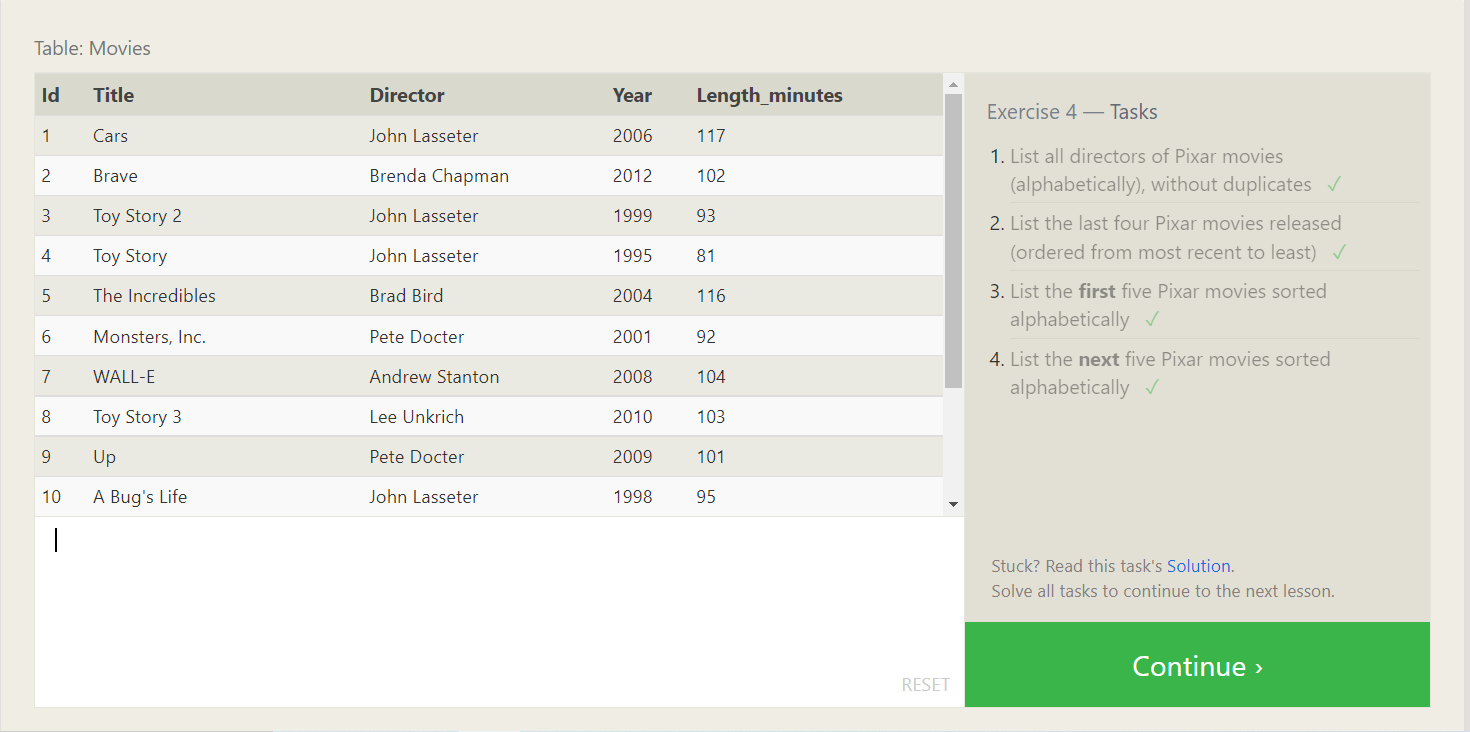 Table: Movies
Id Title Director Year Length_minutes
1 Cars John Lasseter 2006 117
2 Brave Brenda Chapman 2012 102
3 Toy Story 2 John Lasseter 1999 93
4 Toy Story John Lasseter 1995 81
5 The Incredibles Brad Bird 2004 116
6 Monsters, Inc. Pete Docter 2001 92
7 WALL-E Andrew Stanton 2008 104
8 Toy Story 3 Lee Unkrich 2010 103
9 Up Pete Docter 2009 101
10 A Bug's Life John Lasseter 1998 95
RESET
Exercise 4 — Tasks
1. List all directors of Pixar movies
(alphabetically), without duplicates ✓
2. List the last four Pixar movies released
(ordered from most recent to least) ✓
3. List the first five Pixar movies sorted
alphabetically ✓
4. List the next five Pixar movies sorted
alphabetically ✓
Stuck? Read this task's Solution.
Solve all tasks to continue to the next lesson.
Continue ›